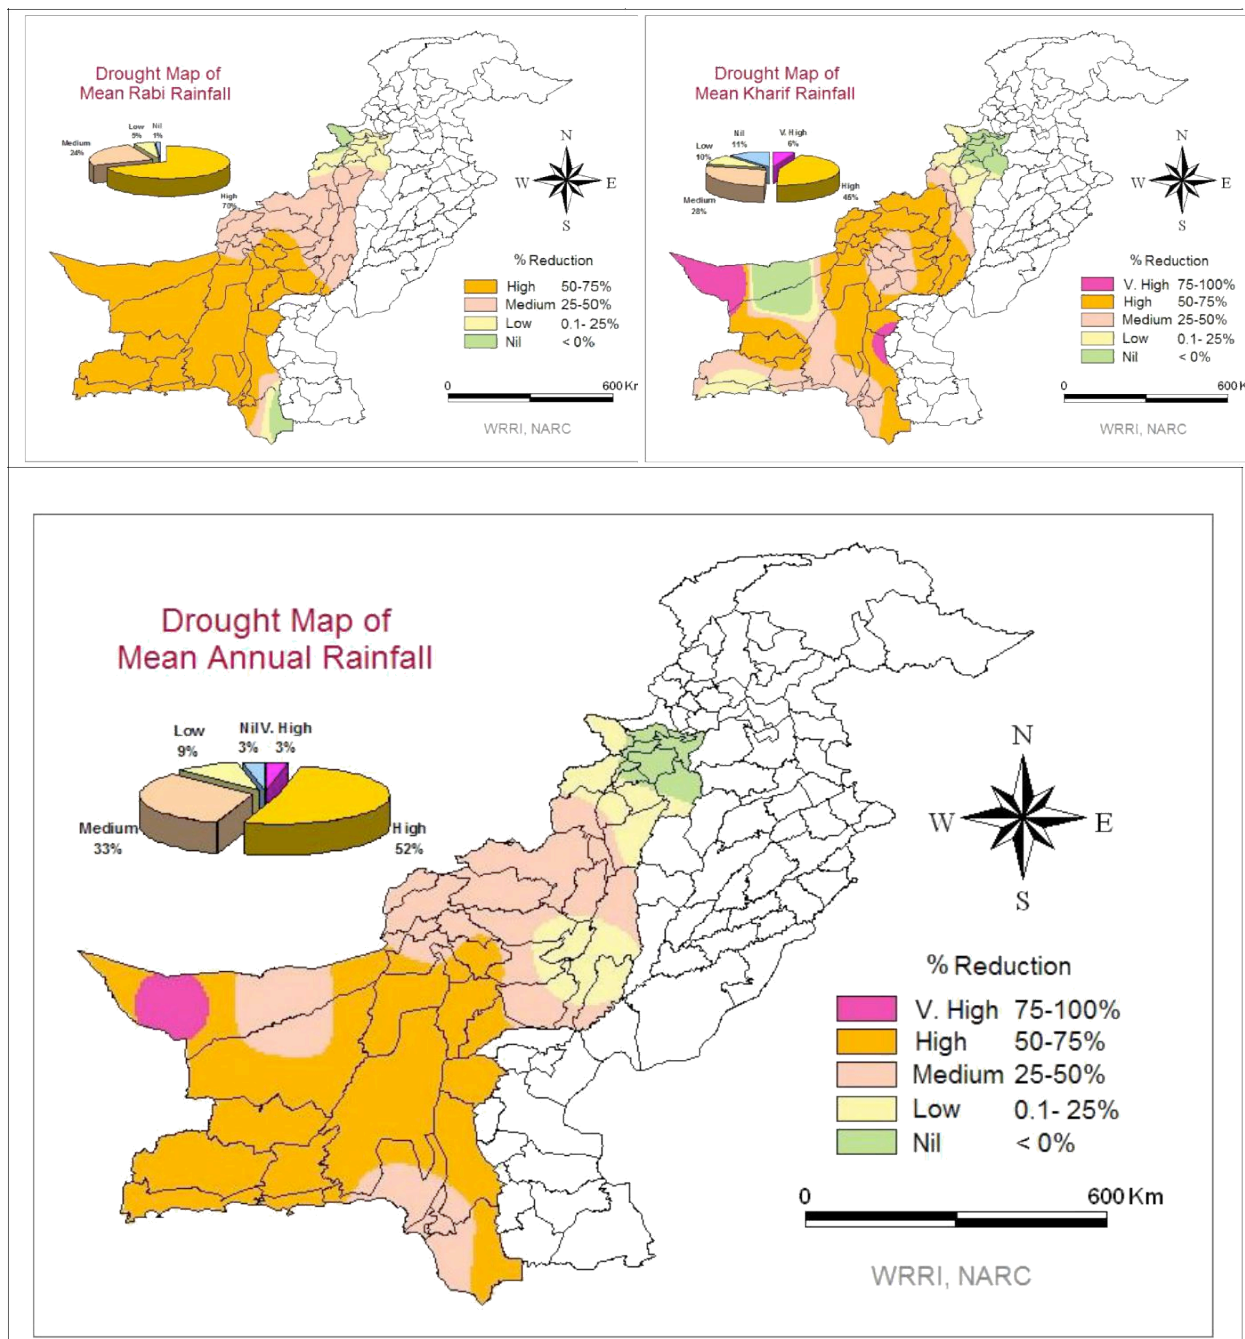 Drought Map of
Mean Rabi Rainfall
Low
5%
Nil
1%
Medium
24%
High
70%
N
W
E
S
% Reduction
High 50-75%
Medium 25-50%
Low 0.1- 25%
Nil < 0%
0 600 Km
WRRI, NARC
Drought Map of
Mean Kharif Rainfall
Nil
11%
V. High
6%
Low
10%
Medium
28%
High
45%
N
W
E
S
% Reduction
V. High 75-100%
High 50-75%
Medium 25-50%
Low 0.1- 25%
Nil < 0%
0 600 Km
WRRI, NARC
Drought Map of
Mean Annual Rainfall
Low
9%
Nil
3%
V. High
3%
Medium
33%
High
52%
N
W
E
S
% Reduction
V. High 75-100%
High 50-75%
Medium 25-50%
Low 0.1- 25%
Nil < 0%
0 600 Km
WRRI, NARC